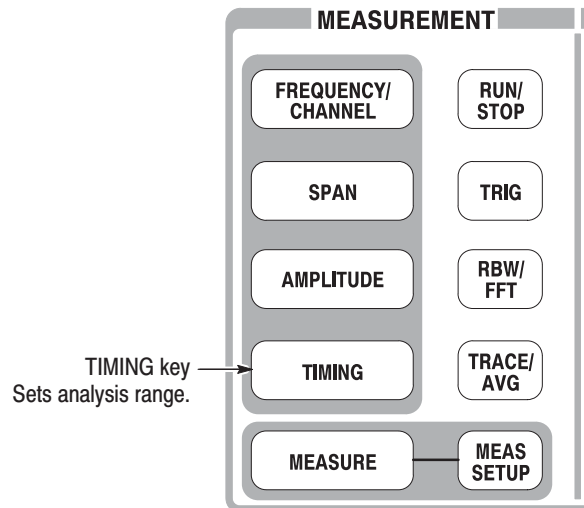 MEASUREMENT
FREQUENCY/
CHANNEL
RUN/
STOP
SPAN
TRIG
AMPLITUDE
RBW/
FFT
TIMING key
Sets analysis range.
TIMING
TRACE/
AVG
MEASURE
MEAS
SETUP